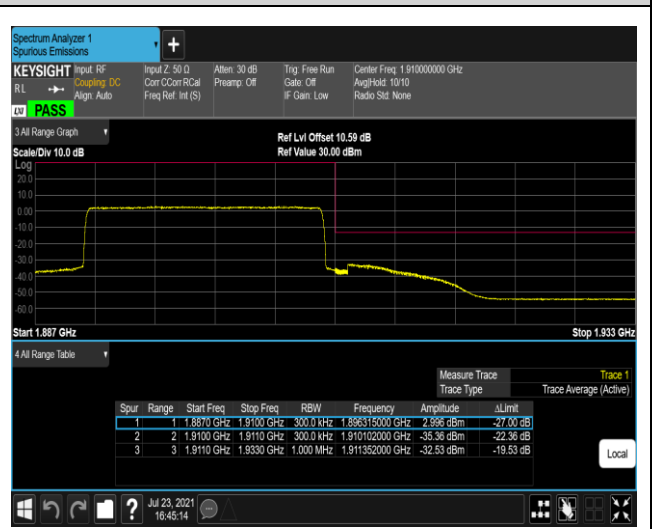 Spectrum Analyzer 1
Spurious Emissions
+
KEYSIGHT Input: RF Input Z: 50 Ω Atten: 30 dB Trig: Free Run Center Freq: 1.910000000 GHz
RL Coupling: DC Corr CCorr RCal Preamp: Off Gate: Off Avg|Hold: 10/10
Align: Auto Freq Ref: Int (S) IF Gain: Low Radio Std: None
LXI PASS
3 All Range Graph
Ref Lvl Offset 10.59 dB
Scale/Div 10.0 dB Ref Value 30.00 dBm
Log
20.0
10.0
0.00
-10.0
-20.0
-30.0
-40.0
-50.0
-60.0
Start 1.887 GHz Stop 1.933 GHz
4 All Range Table
Measure Trace Trace 1
Trace Type Trace Average (Active)
Spur Range Start Freq Stop Freq RBW Frequency Amplitude ΔLimit
1 1 1.8870 GHz 1.9100 GHz 300.0 kHz 1.896315000 GHz 2.996 dBm -27.00 dB
2 2 1.9100 GHz 1.9110 GHz 300.0 kHz 1.910102000 GHz -35.36 dBm -22.36 dB
3 3 1.9110 GHz 1.9330 GHz 1.000 MHz 1.911352000 GHz -32.53 dBm -19.53 dB
Local
? Jul 23, 2021
16:45:14